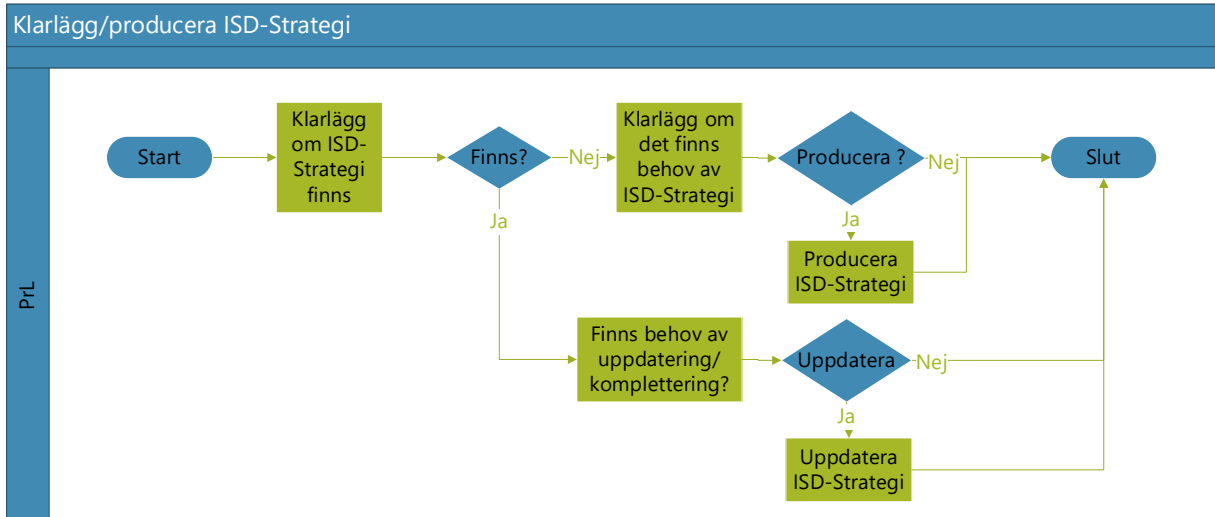 Klarlägg/producera ISD-Strategi
PrL
Start
Klarlägg
om ISD-
Strategi
finns
Finns?
Nej
Klarlägg om
det finns
behov av
ISD-Strategi
Producera ?
Nej
Slut
Ja
Ja
Producera
ISD-Strategi
Finns behov av
uppdatering/
komplettering?
Uppdatera
Nej
Ja
Uppdatera
ISD-Strategi